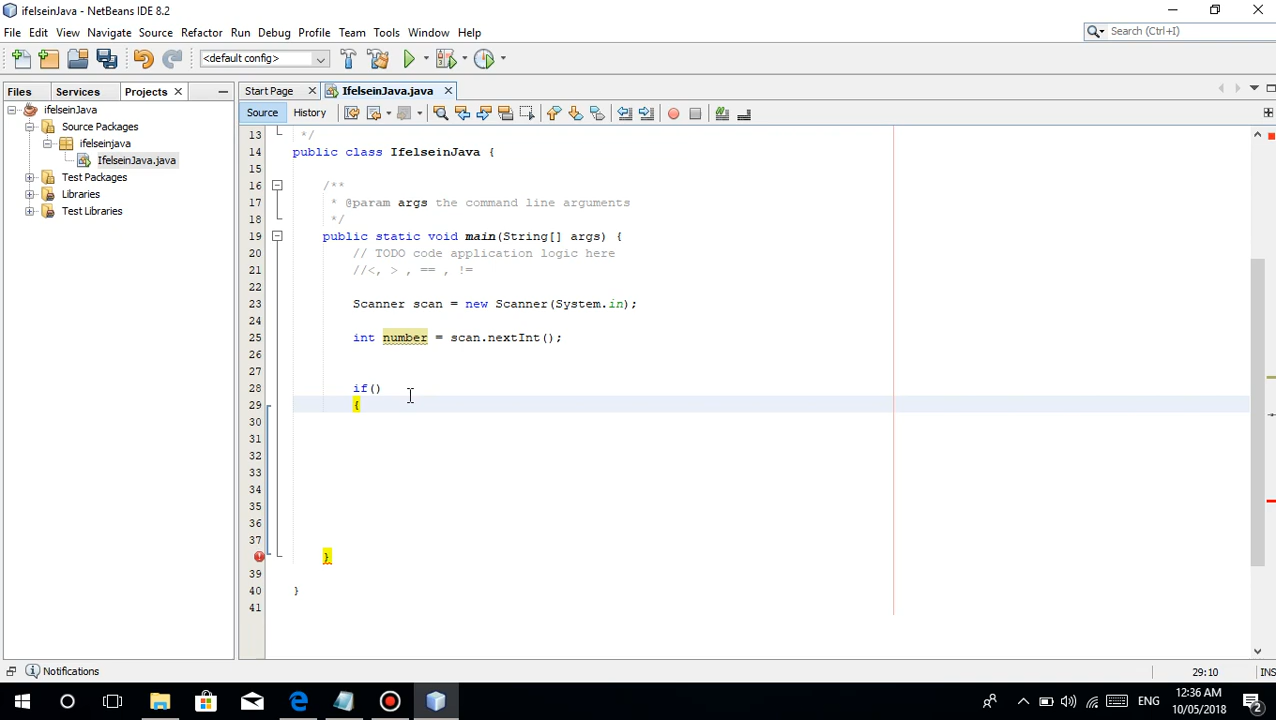 ifelseinJava - NetBeans IDE 8.2
File Edit View Navigate Source Refactor Run Debug Profile Team Tools Window Help
Search (Ctrl+I)
<default config>
Files Services Projects
Start Page IfelseinJava.java
ifelseinJava
Source Packages
ifelseinjava
IfelseinJava.java
Test Packages
Libraries
Test Libraries
Source History
13 */
14 public class IfelseinJava {
15
16 /**
17 * @param args the command line arguments
18 */
19 public static void main(String[] args) {
20 // TODO code application logic here
21 //<, > , == , !=
22
23 Scanner scan = new Scanner(System.in);
24
25 int number = scan.nextInt();
26
27
28 if()
29 {
30
31
32
33
34
35
36
37
}
39
40 }
41
Notifications
29:10
INS
ENG
12:36 AM
10/05/2018
2